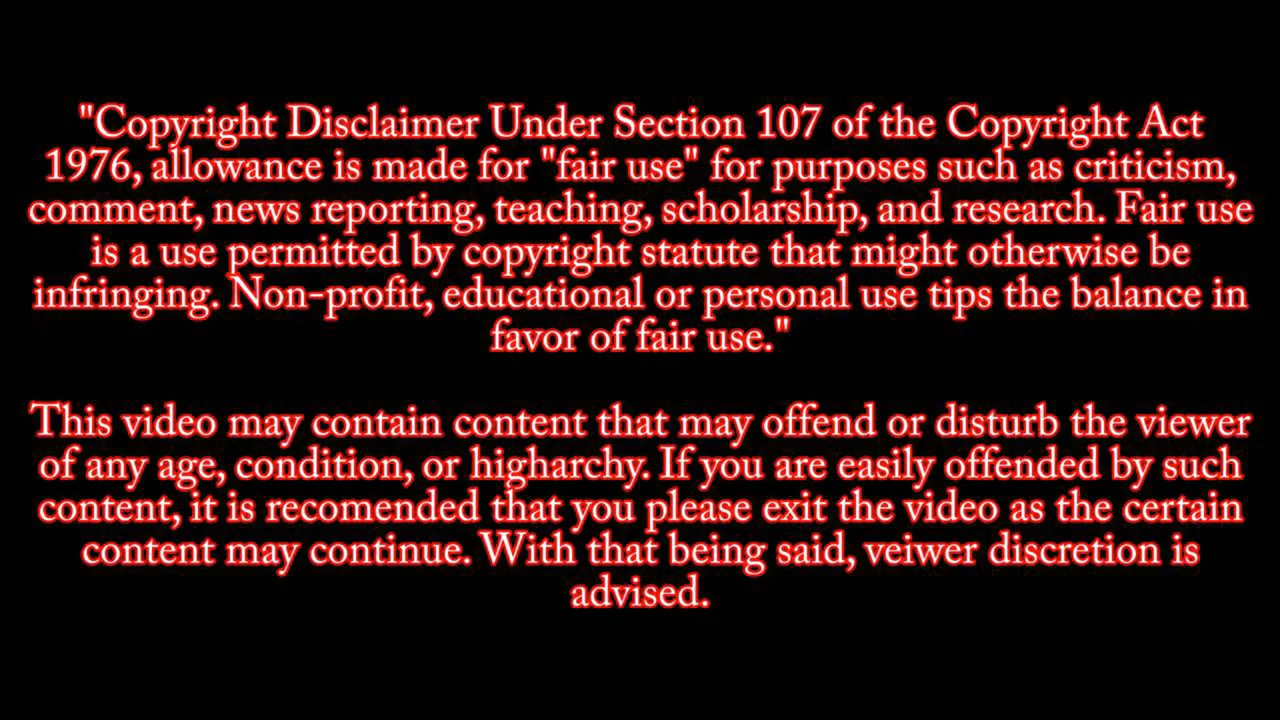 "Copyright Disclaimer Under Section 107 of the Copyright Act
1976, allowance is made for "fair use" for purposes such as criticism,
comment, news reporting, teaching, scholarship, and research. Fair use
is a use permitted by copyright statute that might otherwise be
infringing. Non-profit, educational or personal use tips the balance in
favor of fair use."
This video may contain content that may offend or disturb the viewer
of any age, condition, or higharchy. If you are easily offended by such
content, it is recomended that you please exit the video as the certain
content may continue. With that being said, veiwer discretion is
advised.